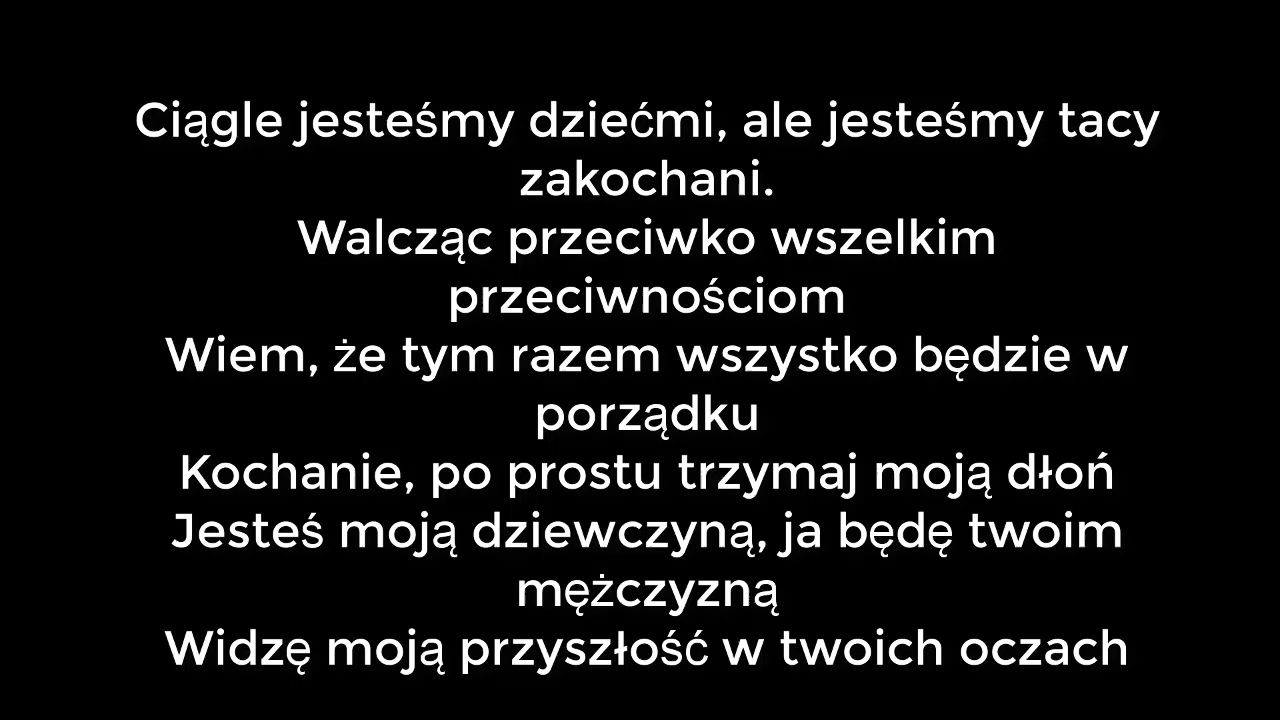 Ciągle jesteśmy dziećmi, ale jesteśmy tacy
zakochani.
Walcząc przeciwko wszelkim
przeciwnościom
Wiem, że tym razem wszystko będzie w
porządku
Kochanie, po prostu trzymaj moją dłoń
Jesteś moją dziewczyną, ja będę twoim
mężczyzną
Widzę moją przyszłość w twoich oczach